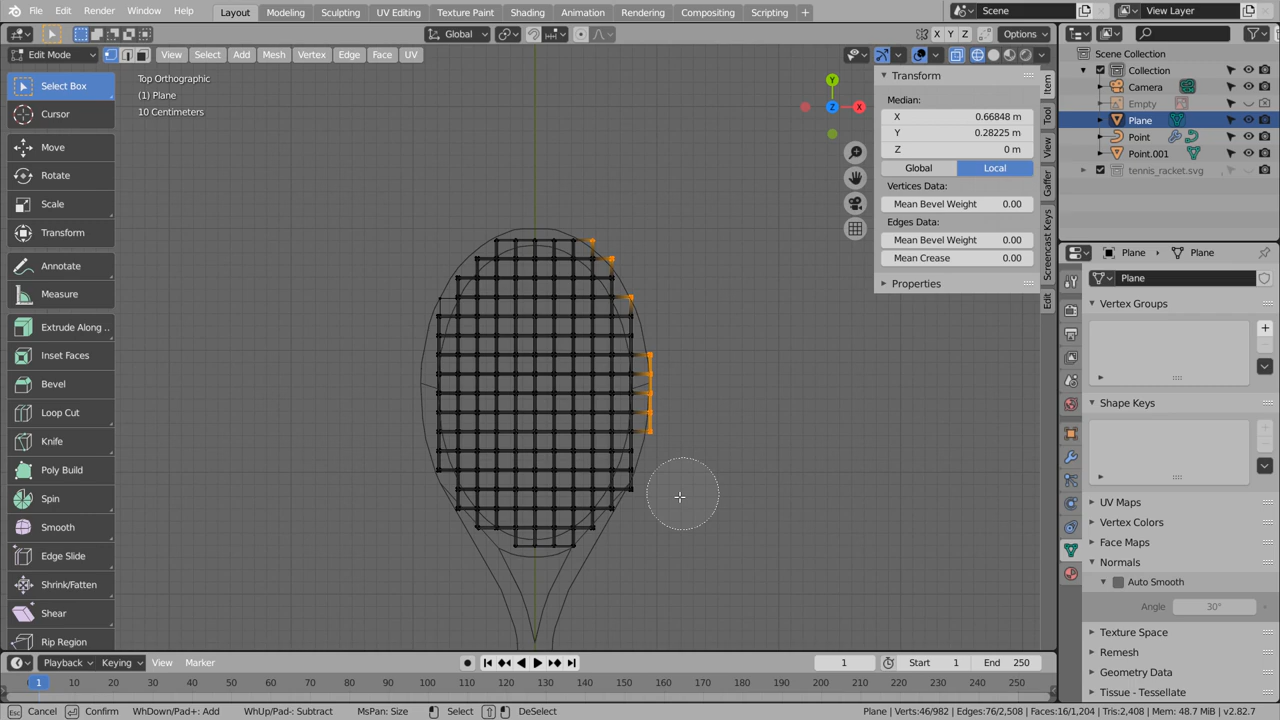 File Edit Render Window Help Layout Modeling Sculpting UV Editing Texture Paint Shading Animation Rendering Compositing Scripting + Scene View Layer
Global X Y Z Options
Edit Mode View Select Add Mesh Vertex Edge Face UV
Select Box
Cursor
Move
Rotate
Scale
Transform
Annotate
Measure
Extrude Along ..
Inset Faces
Bevel
Loop Cut
Knife
Poly Build
Spin
Smooth
Edge Slide
Shrink/Fatten
Shear
Rip Region
Top Orthographic
(1) Plane
10 Centimeters
Y
Z
X
Transform
Median:
X 0.66848 m
Y 0.28225 m
Z 0 m
Global Local
Vertices Data:
Mean Bevel Weight 0.00
Edges Data:
Mean Bevel Weight 0.00
Mean Crease 0.00
Properties
Item
Tool
View
Gaffer
Screencast Keys
Edit
Scene Collection
Collection
Camera
Empty
Plane
Point
Point.001
tennis_racket.svg
Plane Plane
Plane
Vertex Groups
Shape Keys
UV Maps
Vertex Colors
Face Maps
Normals
Auto Smooth
Angle 30°
Texture Space
Remesh
Geometry Data
Tissue - Tessellate
Playback Keying View Marker 1 Start 1 End 250
1 10 20 30 40 50 60 70 80 90 100 110 120 130 140 150 160 170 180 190 200 210 220 230 240 250
Cancel Confirm WhDown/Pad+: Add WhUp/Pad-: Subtract MsPan: Size Select DeSelect Plane | Verts:46/982 | Edges:76/2,508 | Faces:16/1,204 | Tris:2,408 | Mem: 48.7 MiB | v2.82.7